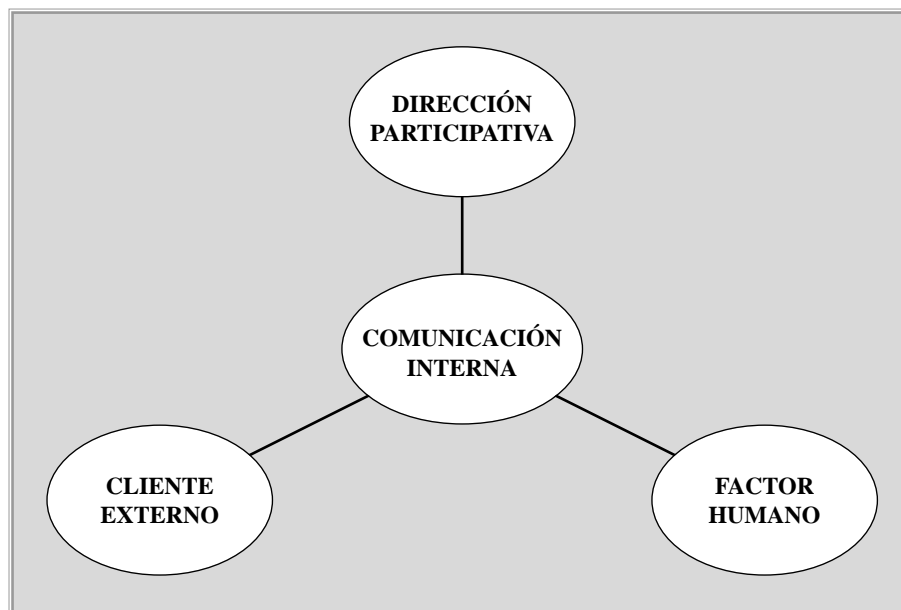 DIRECCIÓN
PARTICIPATIVA
COMUNICACIÓN
INTERNA
CLIENTE
EXTERNO
FACTOR
HUMANO